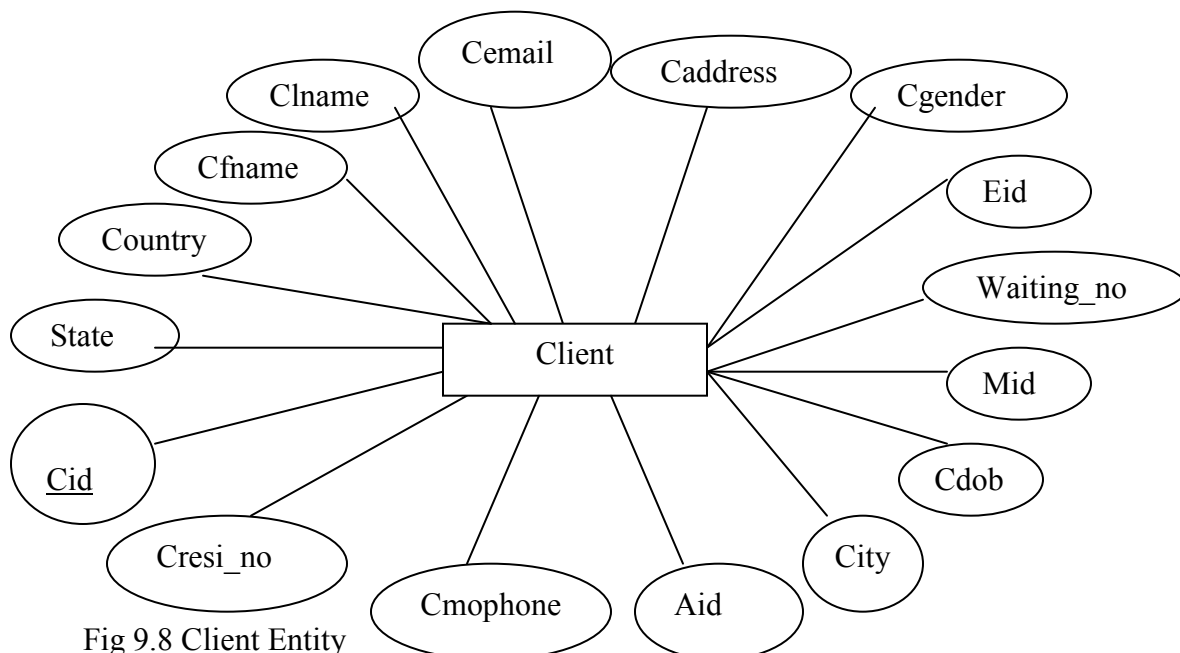 Cemail
Caddress
Clname
Cgender
Cfname
Eid
Country
Waiting_no
State
Client
Mid
Cid
Cdob
Cresi_no
City
Cmophone
Aid
Fig 9.8 Client Entity